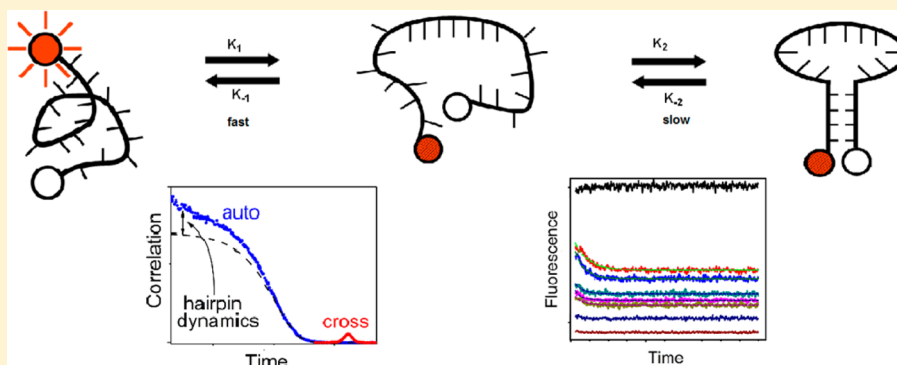 K1
K-1
fast
K2
K-2
slow
Correlation
auto
hairpin
dynamics
cross
Time
Fluorescence
Time